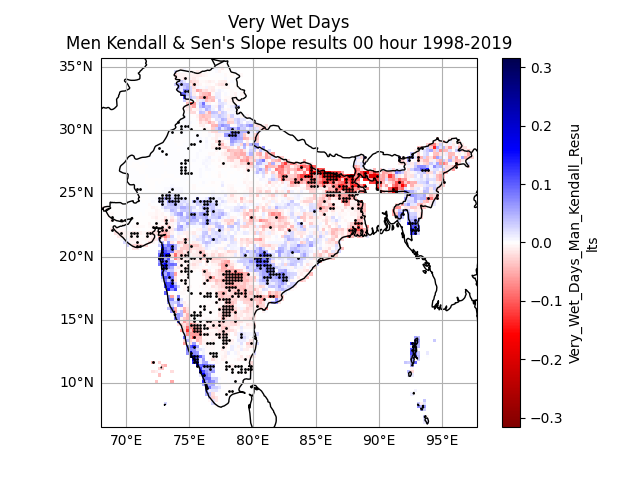 Very Wet Days
Men Kendall & Sen's Slope results 00 hour 1998-2019
35°N
30°N
25°N
20°N
15°N
10°N
70°E 75°E 80°E 85°E 90°E 95°E
0.3
0.2
0.1
0.0
−0.1
−0.2
−0.3
Very_Wet_Days_Man_Kendall_Resu
lts